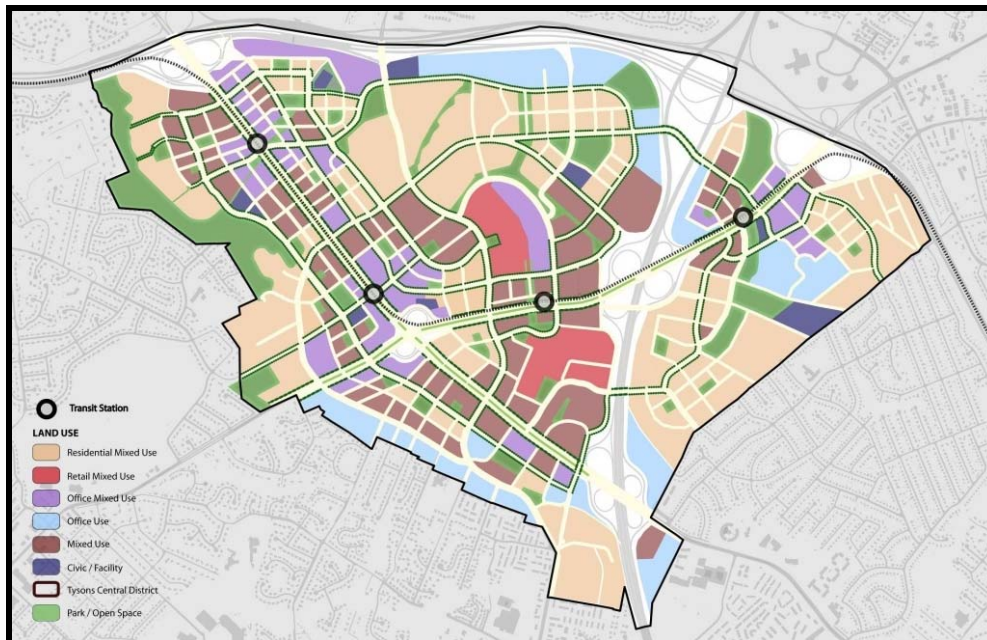 Transit Station
LAND USE
Residential Mixed Use
Retail Mixed Use
Office Mixed Use
Office Use
Mixed Use
Civic / Facility
Tysons Central District
Park / Open Space